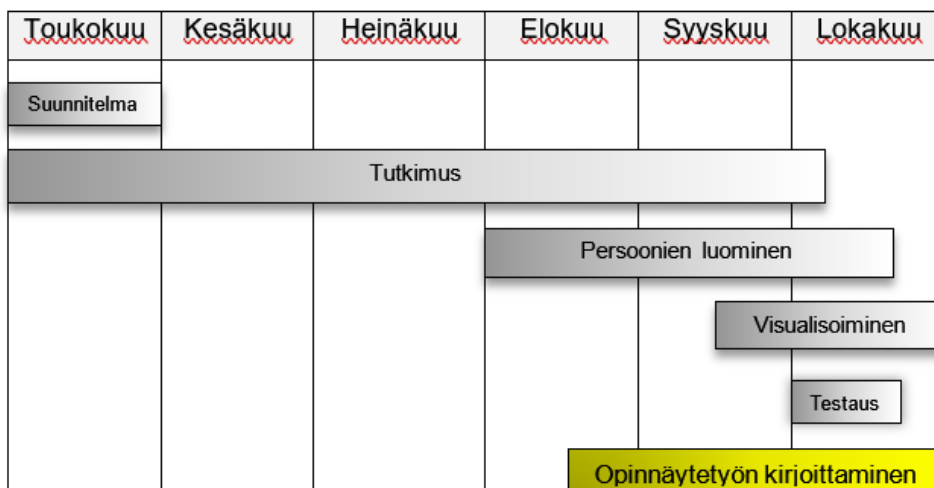 Toukokuu Kesäkuu Heinäkuu Elokuu Syyskuu Lokakuu
Suunnitelma
Tutkimus
Persoonien luominen
Visualisoiminen
Testaus
Opinnäytetyön kirjoittaminen